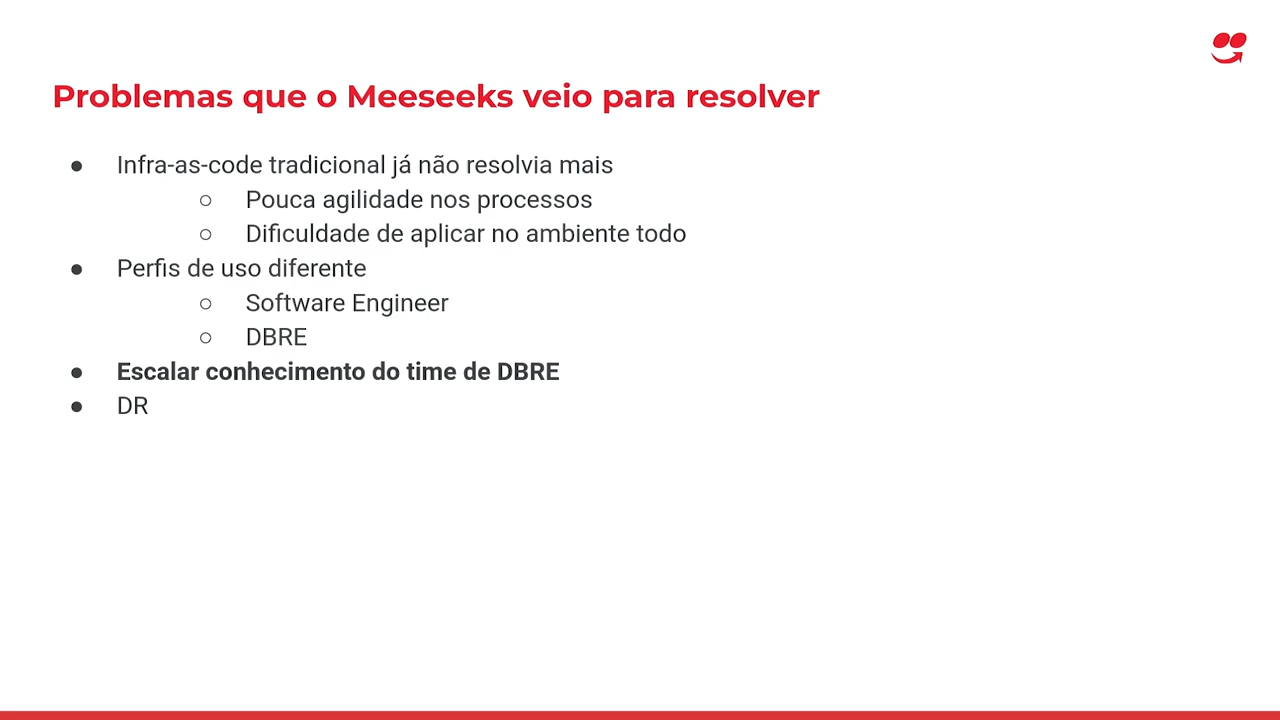 Problemas que o Meeseeks veio para resolver
● Infra-as-code tradicional já não resolvia mais
○ Pouca agilidade nos processos
○ Dificuldade de aplicar no ambiente todo
● Perfis de uso diferente
○ Software Engineer
○ DBRE
● Escalar conhecimento do time de DBRE
● DR